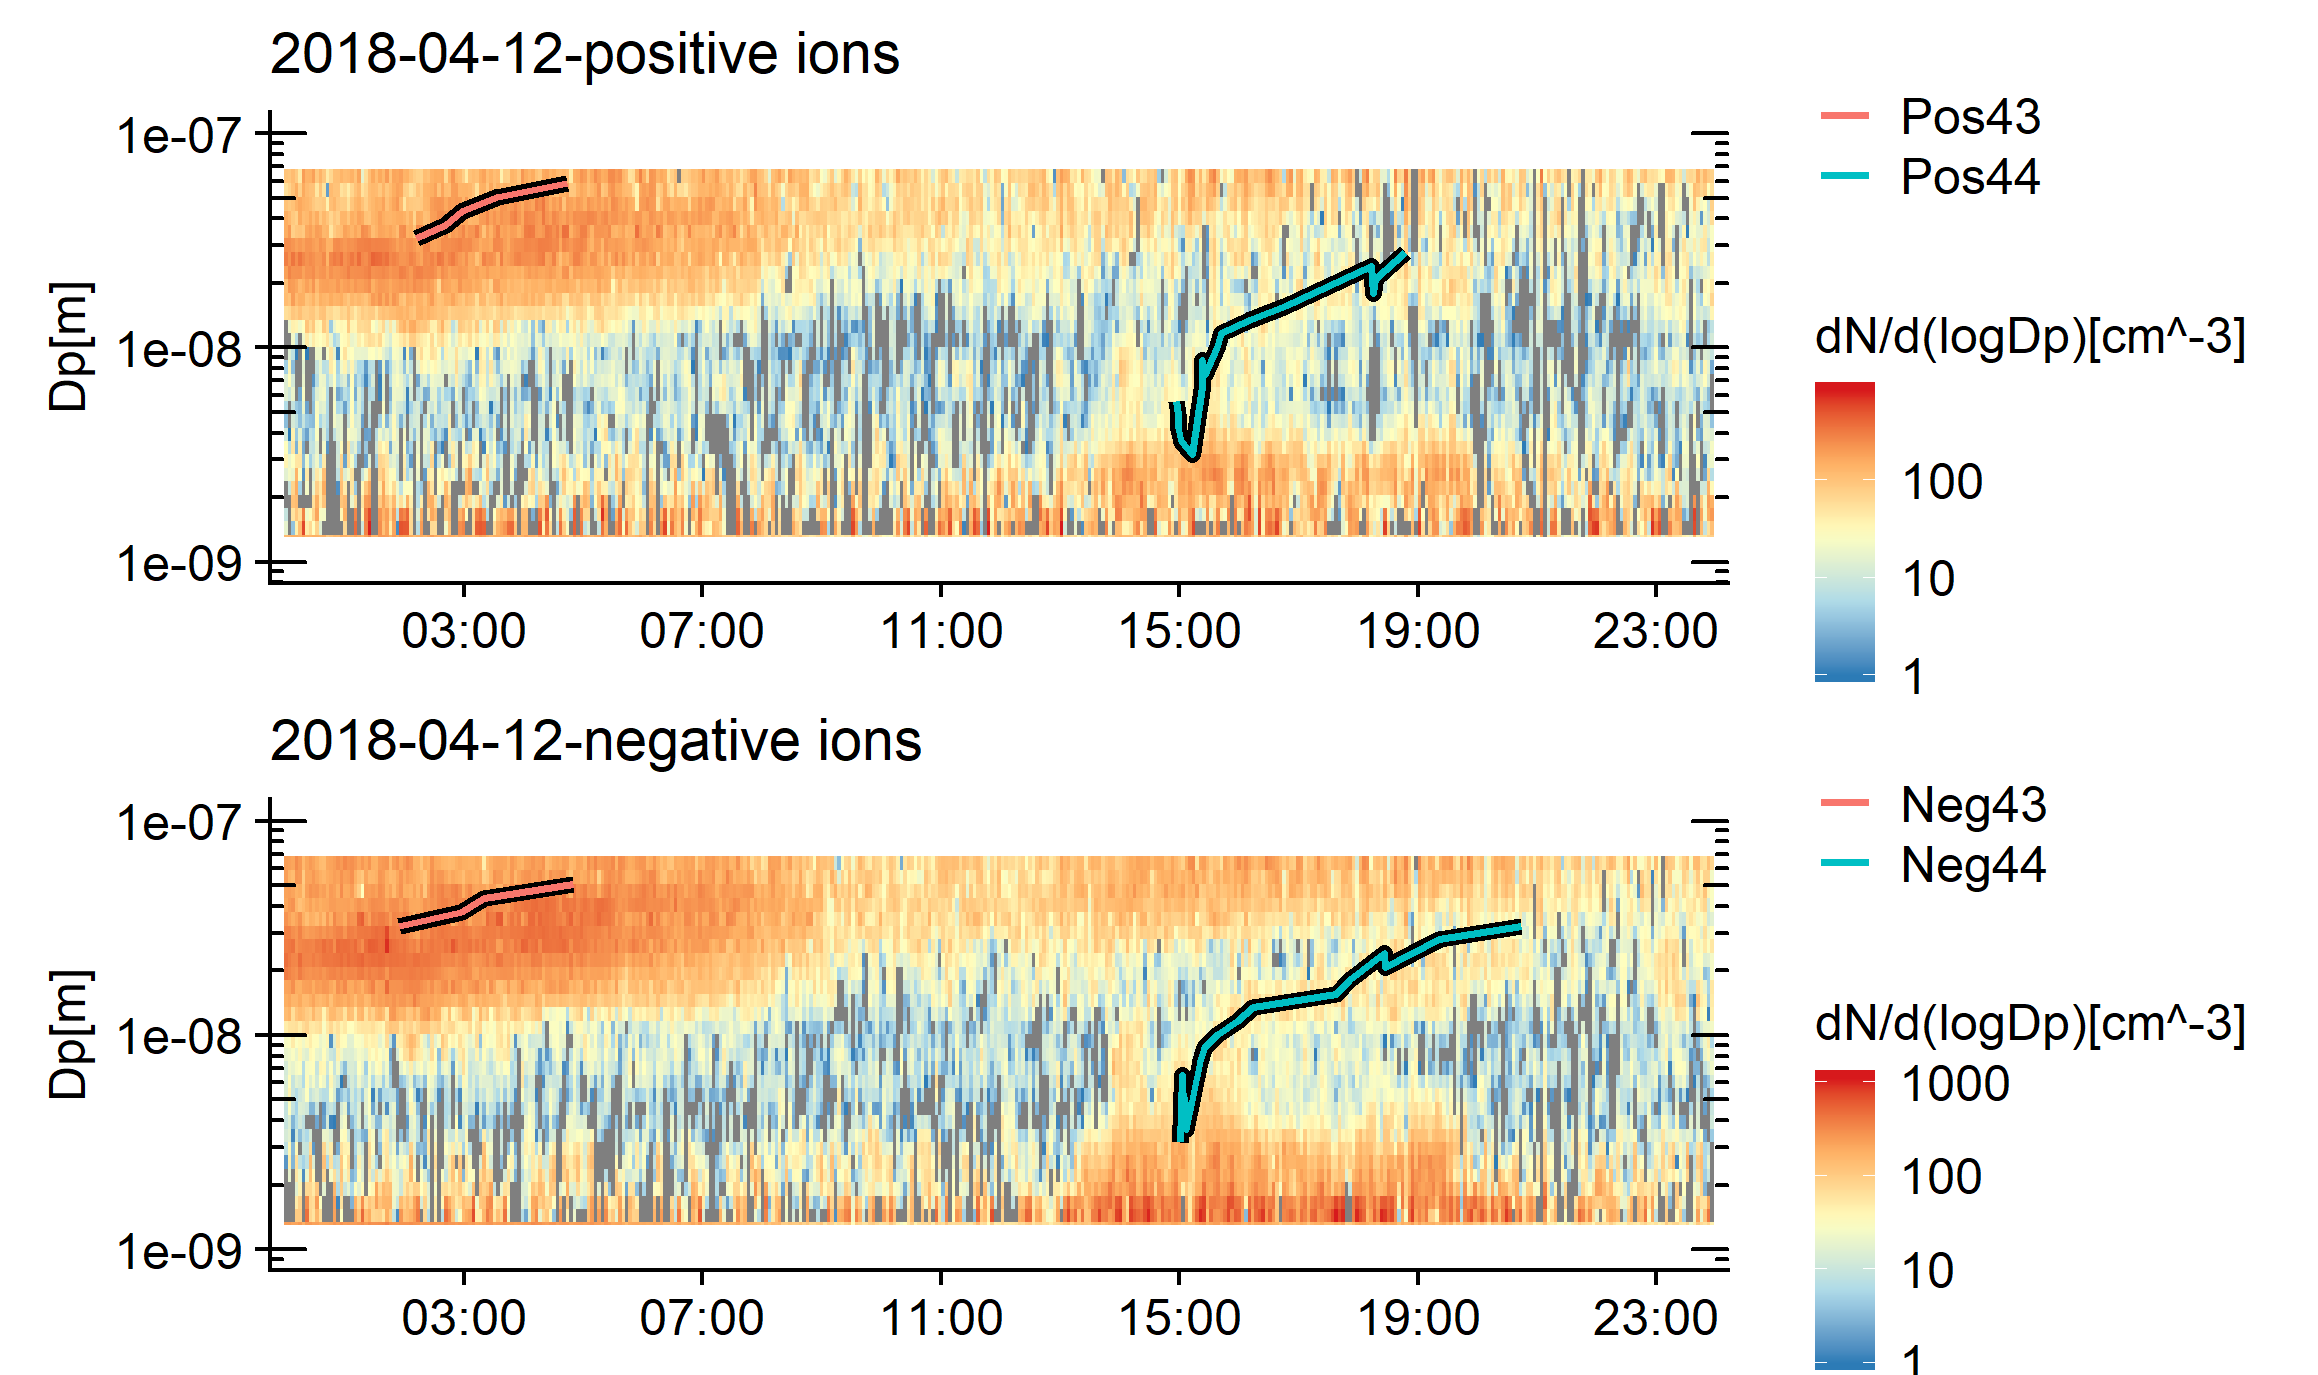 2018-04-12-positive ions
1e-07
1e-08
1e-09
Dp[m]
03:00 07:00 11:00 15:00 19:00 23:00
Pos43
Pos44
dN/d(logDp)[cm^-3]
100
10
1
2018-04-12-negative ions
1e-07
1e-08
1e-09
Dp[m]
03:00 07:00 11:00 15:00 19:00 23:00
Neg43
Neg44
dN/d(logDp)[cm^-3]
1000
100
10
1